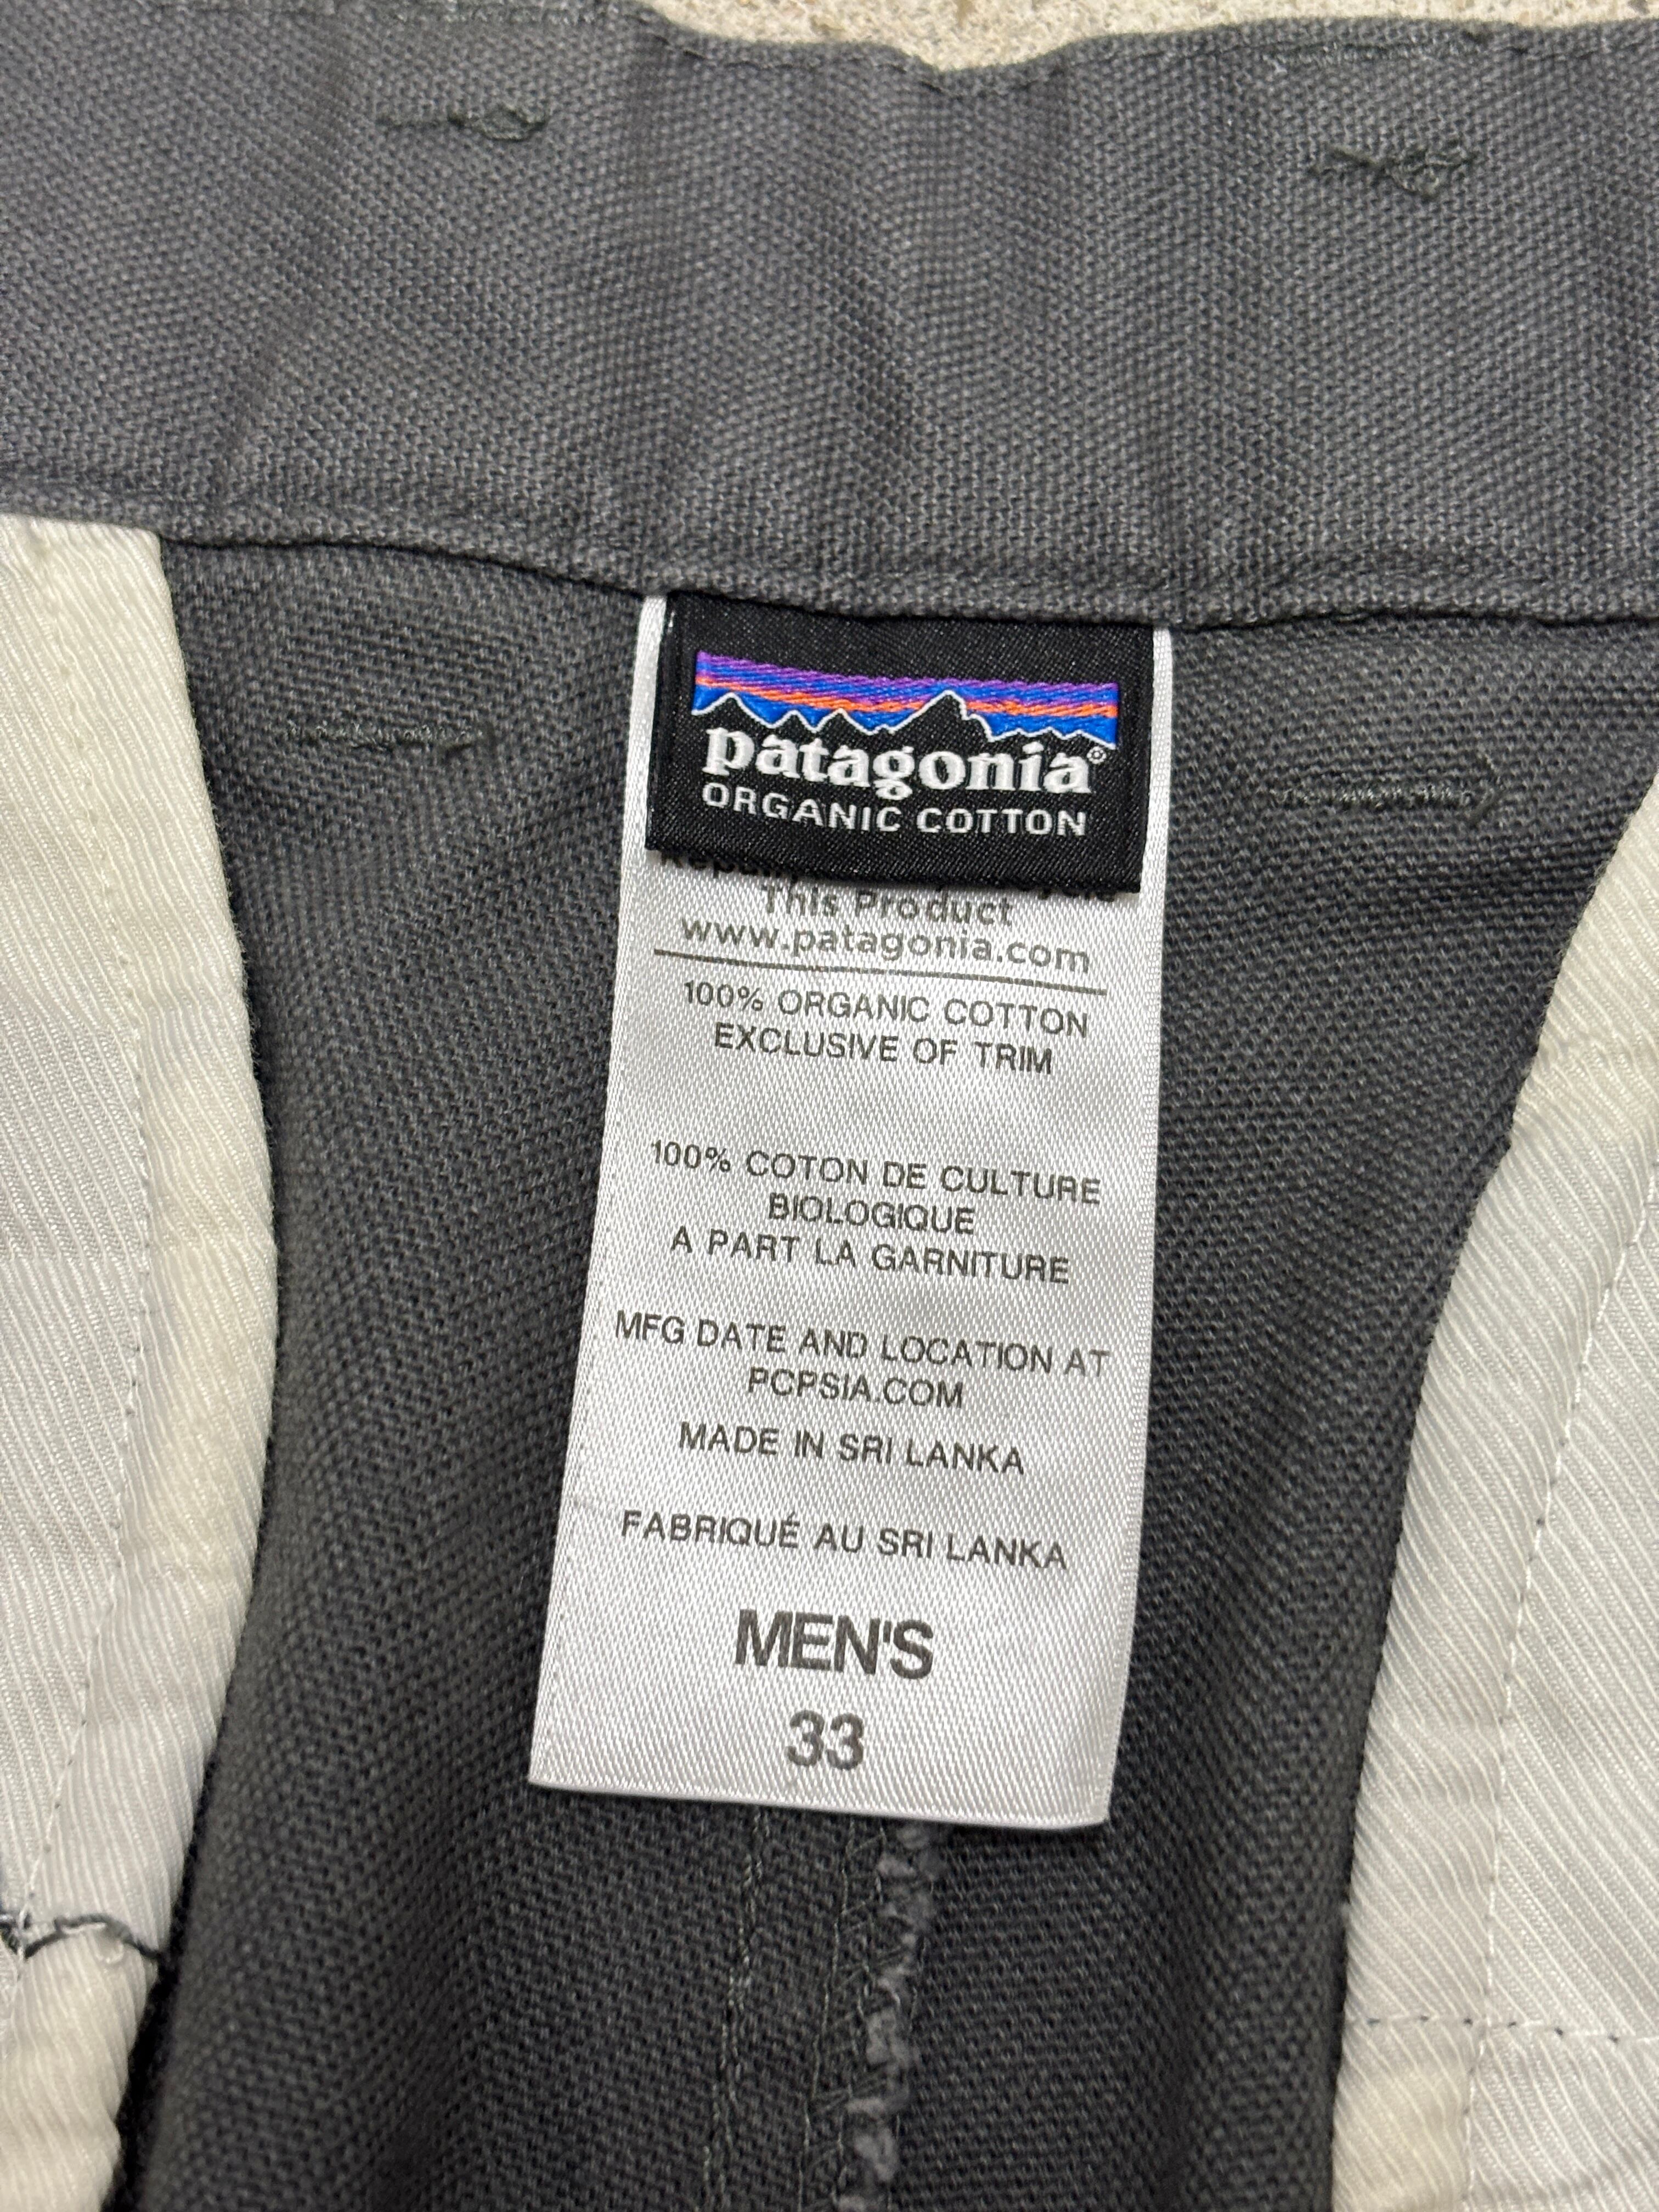 patagonia®
ORGANIC COTTON
This Product
www.patagonia.com
100% ORGANIC COTTON
EXCLUSIVE OF TRIM
100% COTON DE CULTURE
BIOLOGIQUE
A PART LA GARNITURE
MFG DATE AND LOCATION AT
PCPSIA.COM
MADE IN SRI LANKA
FABRIQUÉ AU SRI LANKA
MEN'S
33